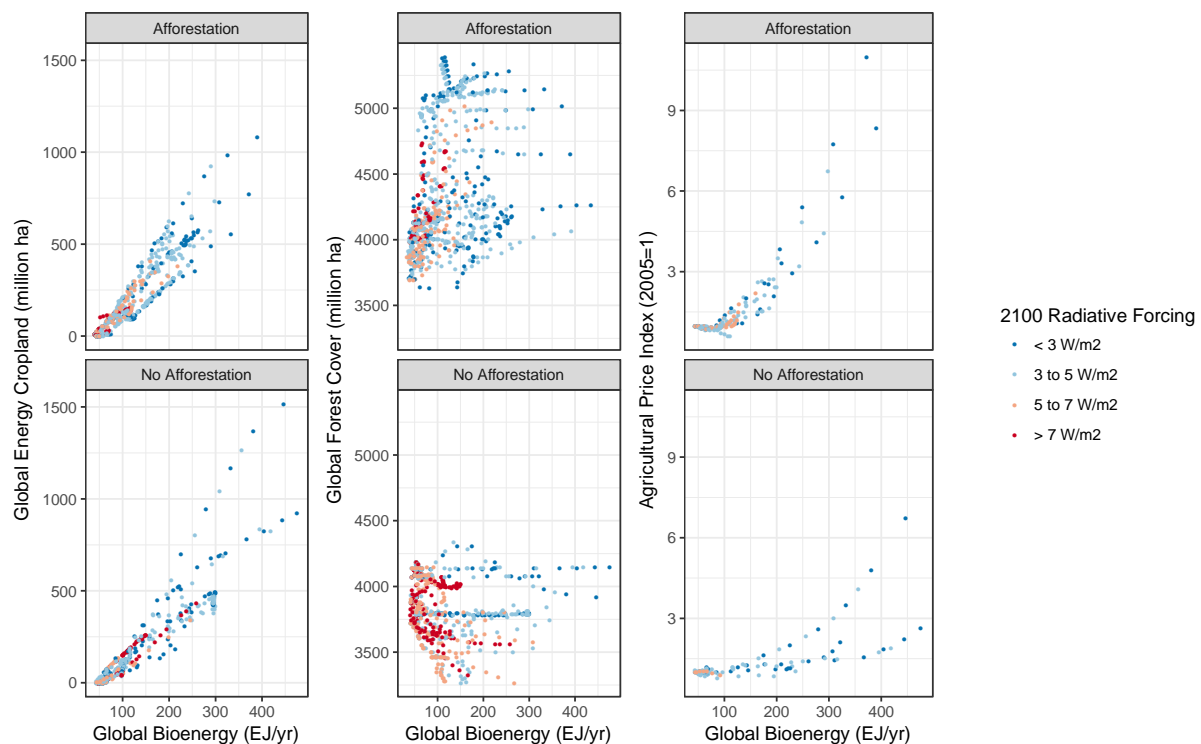 Afforestation
Afforestation
Afforestation
Global Energy Cropland (million ha)
1500
1000
500
0
Global Forest Cover (million ha)
5000
4500
4000
3500
Agricultural Price Index (2005=1)
9
6
3
No Afforestation
No Afforestation
No Afforestation
1500
1000
500
0
5000
4500
4000
3500
9
6
3
100 200 300 400
100 200 300 400
100 200 300 400
Global Bioenergy (EJ/yr)
Global Bioenergy (EJ/yr)
Global Bioenergy (EJ/yr)
2100 Radiative Forcing
< 3 W/m2
3 to 5 W/m2
5 to 7 W/m2
> 7 W/m2